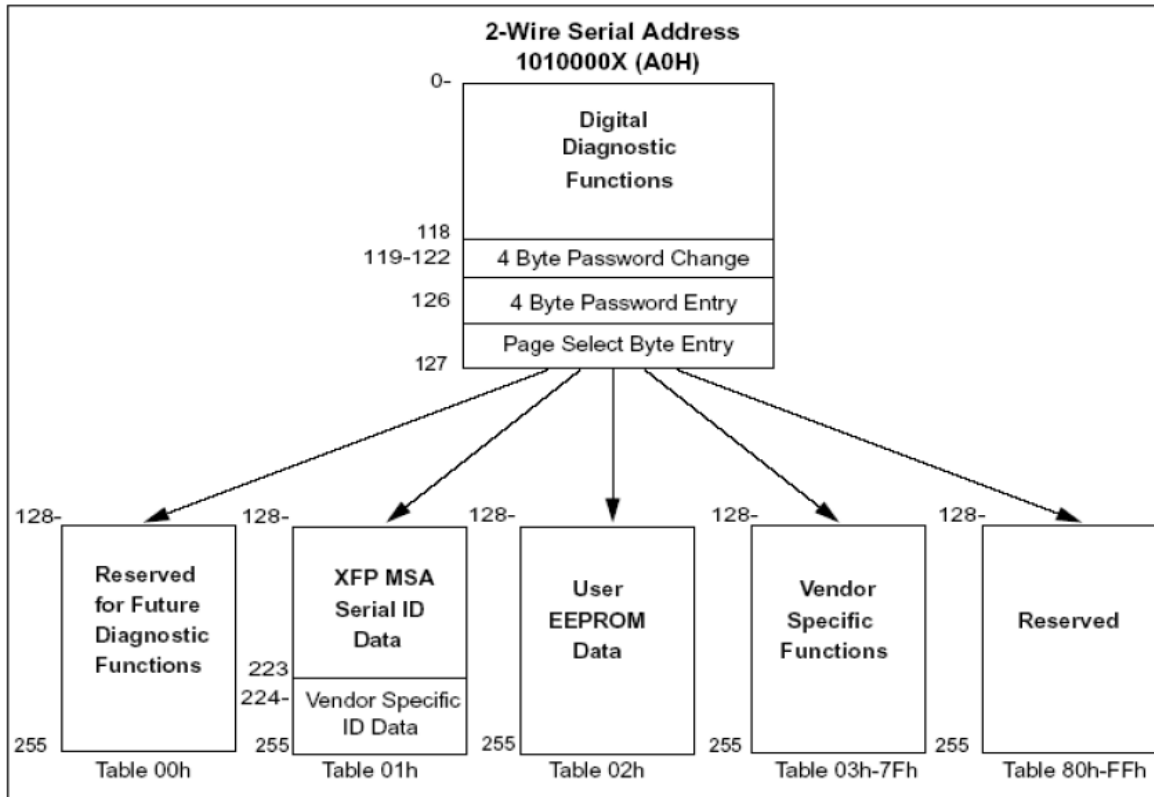 2-Wire Serial Address
1010000X (A0H)
0-
Digital
Diagnostic
Functions
118
119-122
4 Byte Password Change
126
4 Byte Password Entry
Page Select Byte Entry
127
128-
Reserved
for Future
Diagnostic
Functions
255
Table 00h
128-
XFP MSA
Serial ID
Data
223
224-
Vendor Specific
ID Data
255
Table 01h
128-
User
EEPROM
Data
255
Table 02h
128-
Vendor
Specific
Functions
255
Table 03h-7Fh
128-
Reserved
255
Table 80h-FFh